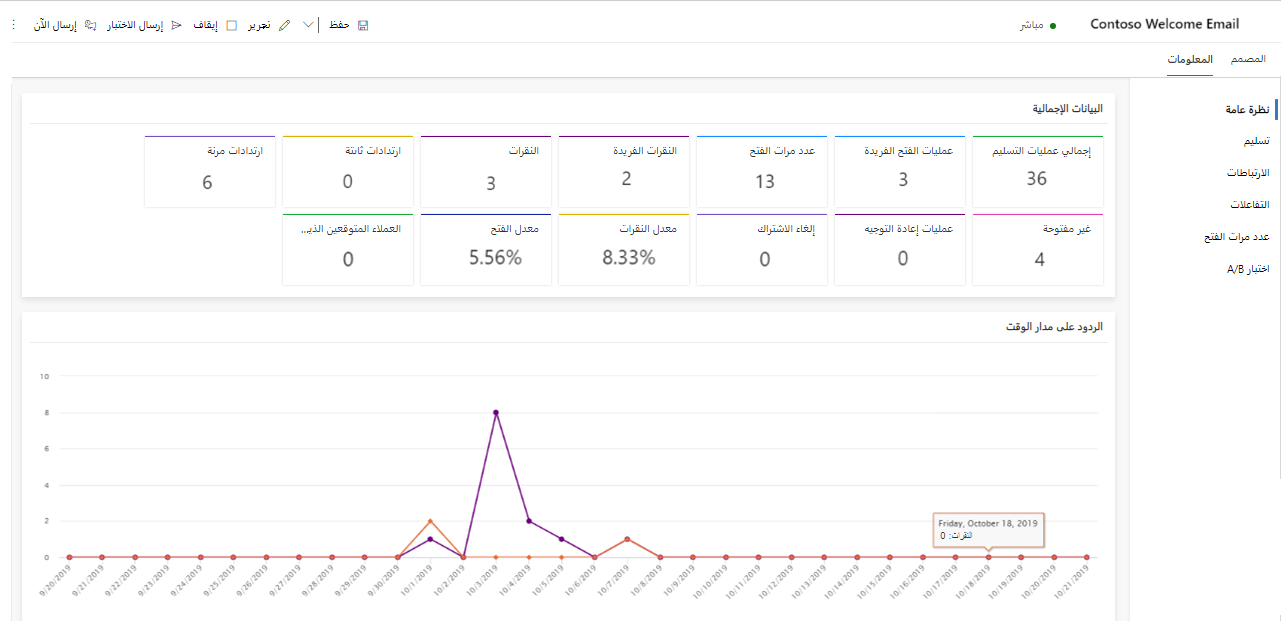 Contoso Welcome Email
مباشر
حفظ
تحرير
إيقاف
إرسال الاختبار
إرسال الآن
المصمم
المعلومات
نظرة عامة
تسليم
الارتباطات
التفاعلات
عدد مرات الفتح
اختبار A/B
البيانات الإجمالية
إجمالي عمليات التسليم
36
عمليات الفتح الفريدة
3
عدد مرات الفتح
13
النقرات الفريدة
2
النقرات
3
ارتدادات ثابتة
0
ارتدادات مرنة
6
غير مفتوحة
4
عمليات إعادة التوجيه
0
إلغاء الاشتراك
0
معدل النقرات
8.33%
معدل الفتح
5.56%
العملاء المتوقعين الذي...
0
الردود على مدار الوقت
10
8
6
4
2
0
Friday, October 18, 2019
النقرات: 0
9/20/2019
9/21/2019
9/22/2019
9/23/2019
9/24/2019
9/25/2019
9/26/2019
9/27/2019
9/28/2019
9/29/2019
9/30/2019
10/1/2019
10/2/2019
10/3/2019
10/4/2019
10/5/2019
10/6/2019
10/7/2019
10/8/2019
10/9/2019
10/10/2019
10/11/2019
10/12/2019
10/13/2019
10/14/2019
10/15/2019
10/16/2019
10/17/2019
10/18/2019
10/19/2019
10/20/2019
10/21/2019